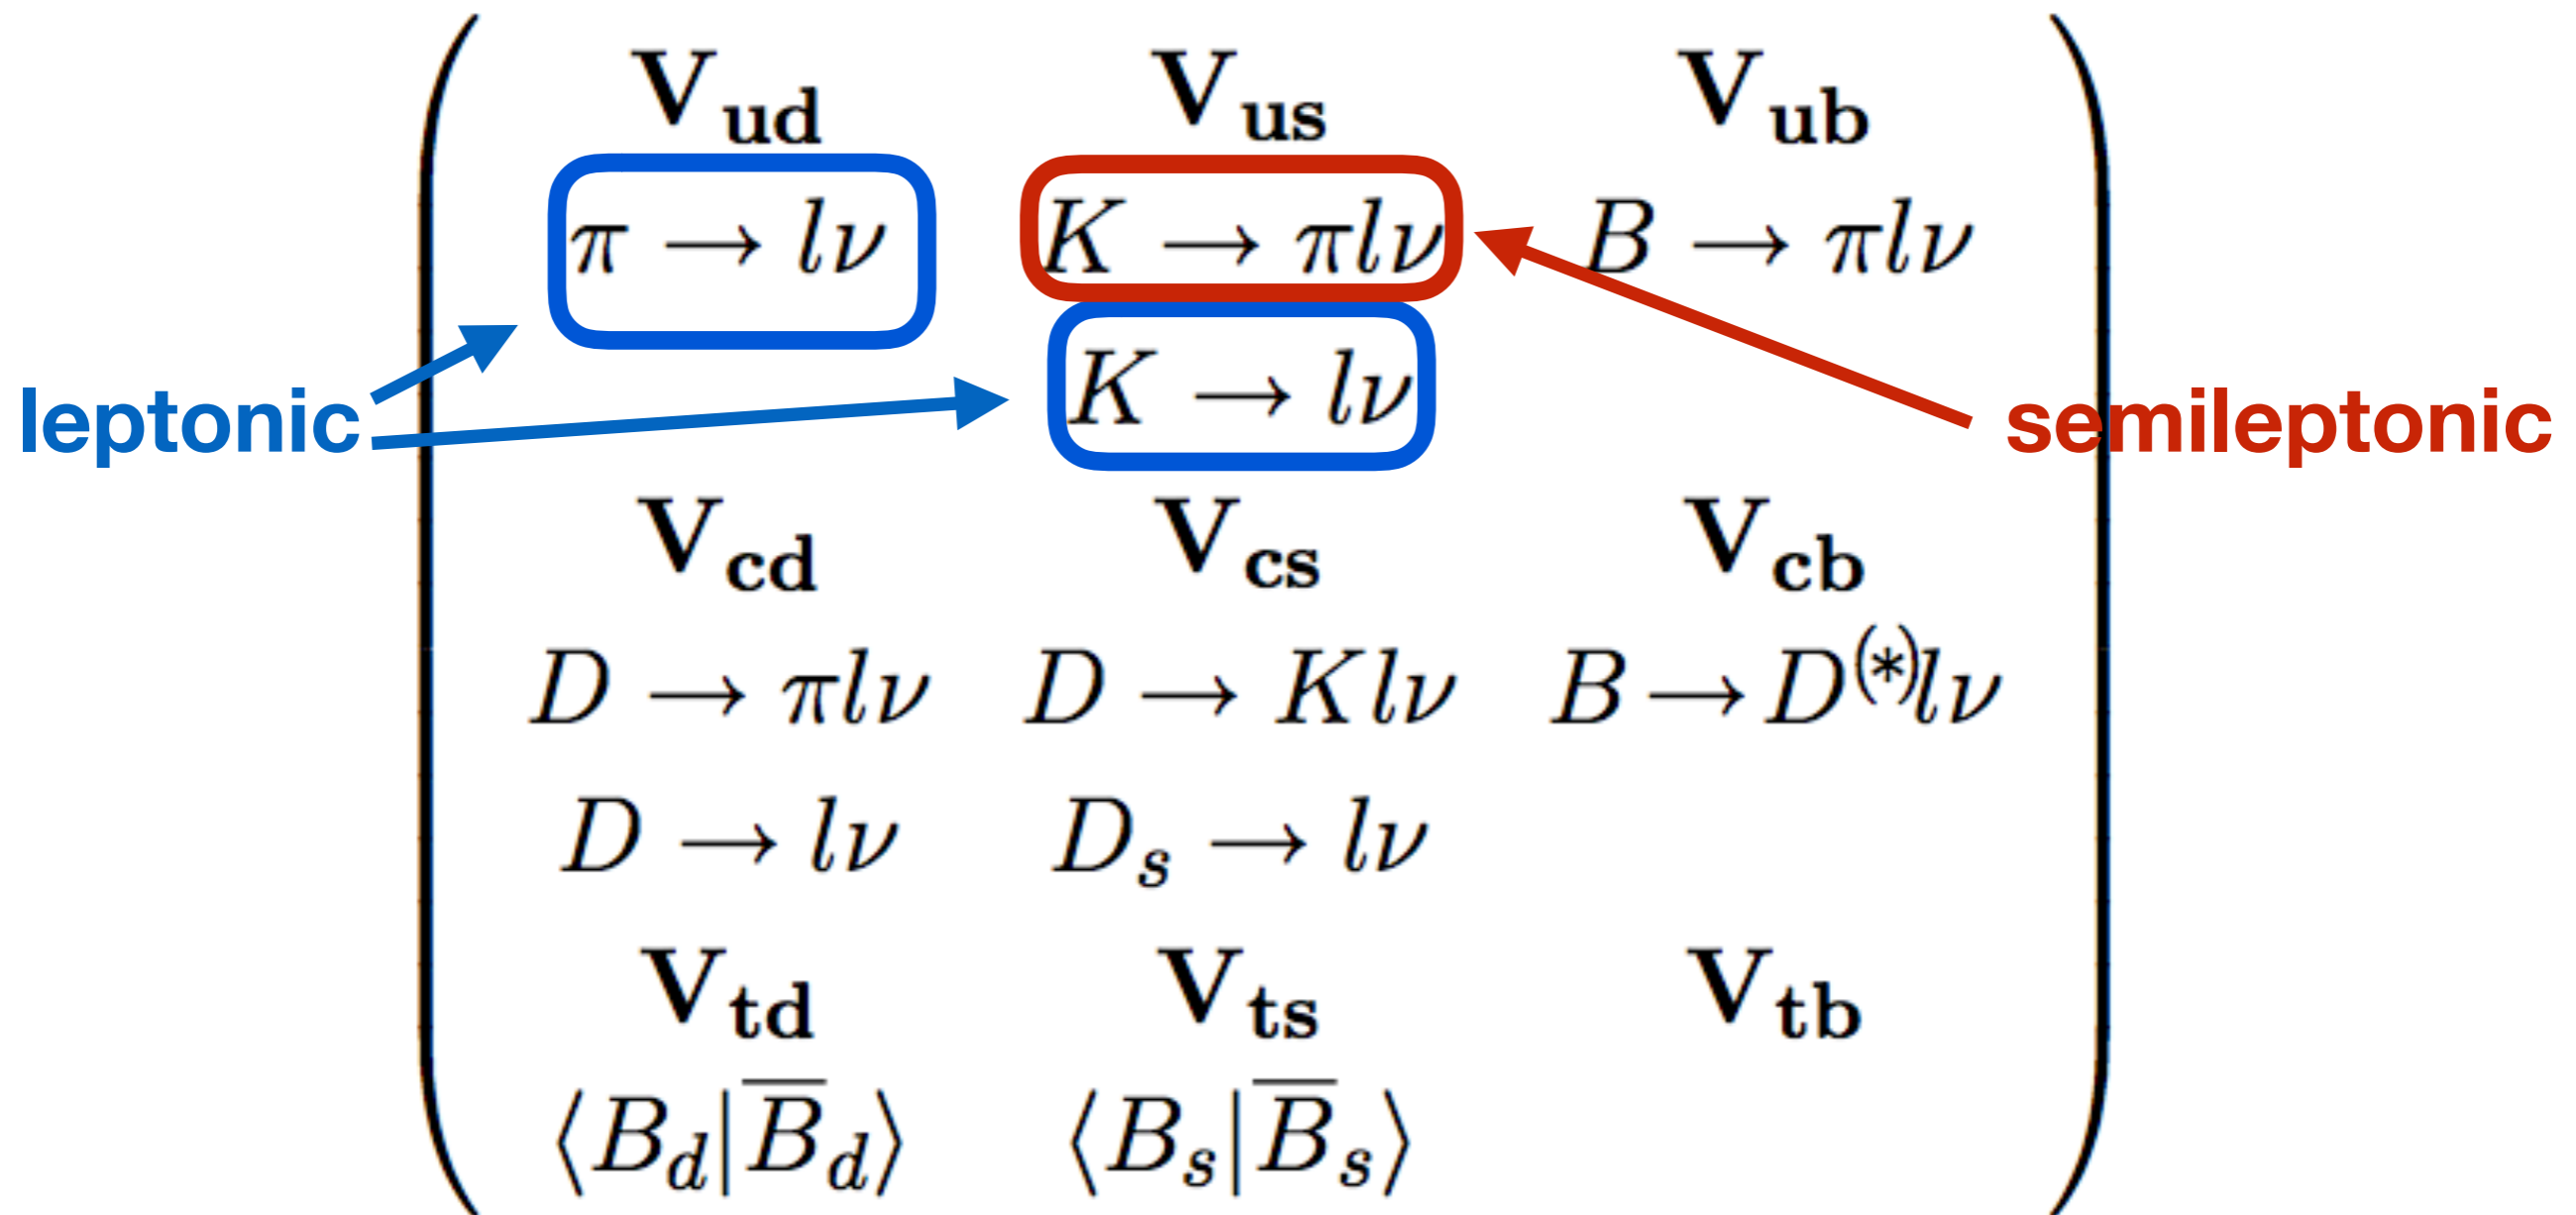 V_ud V_us V_ub
π → lν K → πlν B → πlν
K → lν
leptonic semileptonic
V_cd V_cs V_cb
D → πlν D → Klν B → D^(*)lν
D → lν D_s → lν
V_td V_ts V_tb
⟨B_d|B̅_d⟩ ⟨B_s|B̅_s⟩